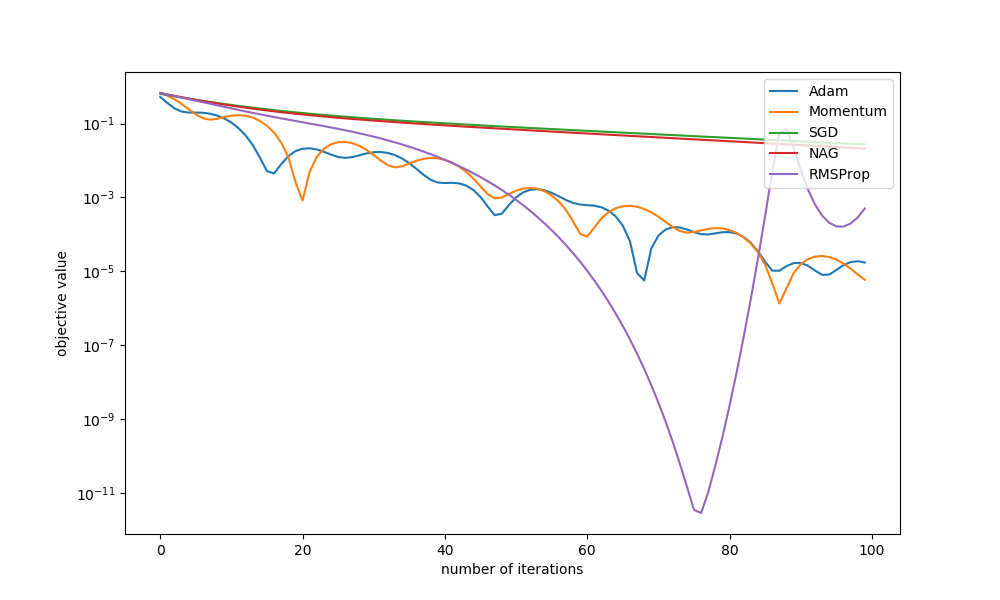 Adam
Momentum
SGD
NAG
RMSProp
10⁻¹
10⁻³
10⁻⁵
10⁻⁷
10⁻⁹
10⁻¹¹
objective value
0 20 40 60 80 100
number of iterations